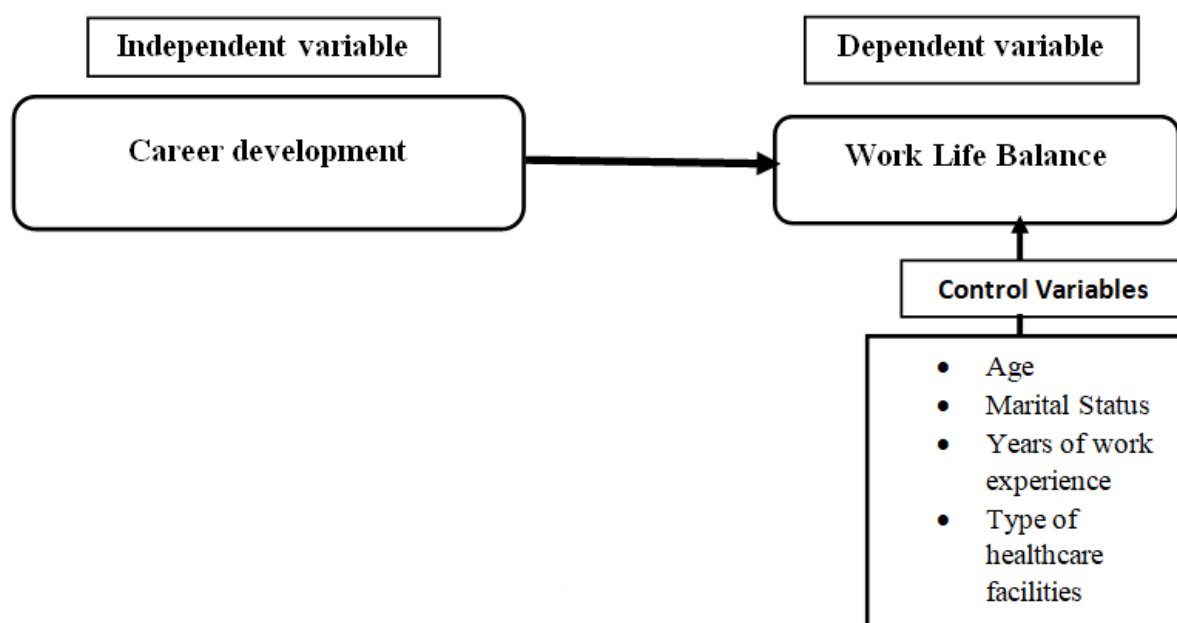 Independent variable
Dependent variable
Career development
Work Life Balance
Control Variables
• Age
• Marital Status
• Years of work
experience
• Type of
healthcare
facilities